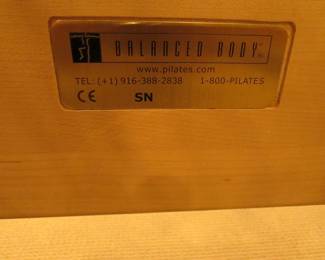 BALANCED BODY
www.pilates.com
TEL: (+1) 916-388-2838 1-800-PILATES
CE SN